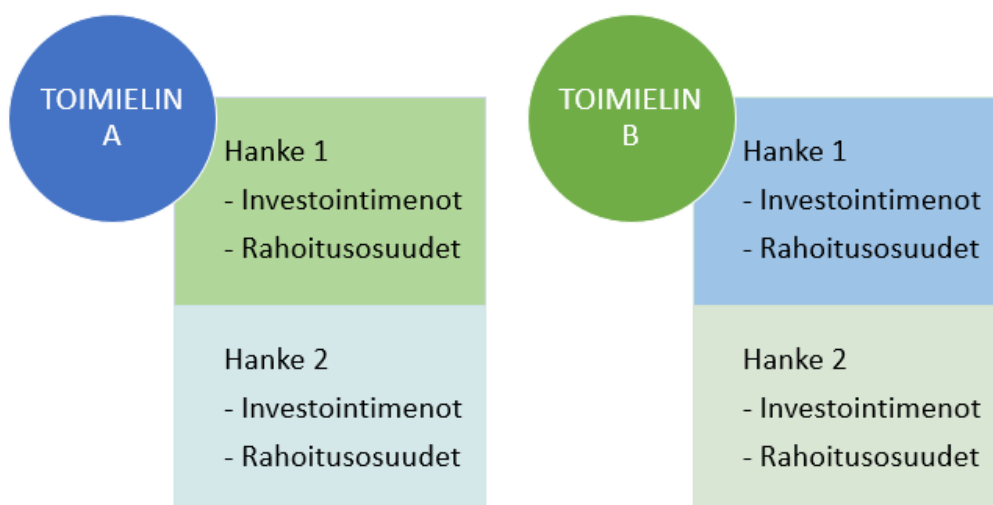 TOIMIELIN
A
Hanke 1
- Investointimenot
- Rahoitusosuudet
Hanke 2
- Investointimenot
- Rahoitusosuudet
TOIMIELIN
B
Hanke 1
- Investointimenot
- Rahoitusosuudet
Hanke 2
- Investointimenot
- Rahoitusosuudet